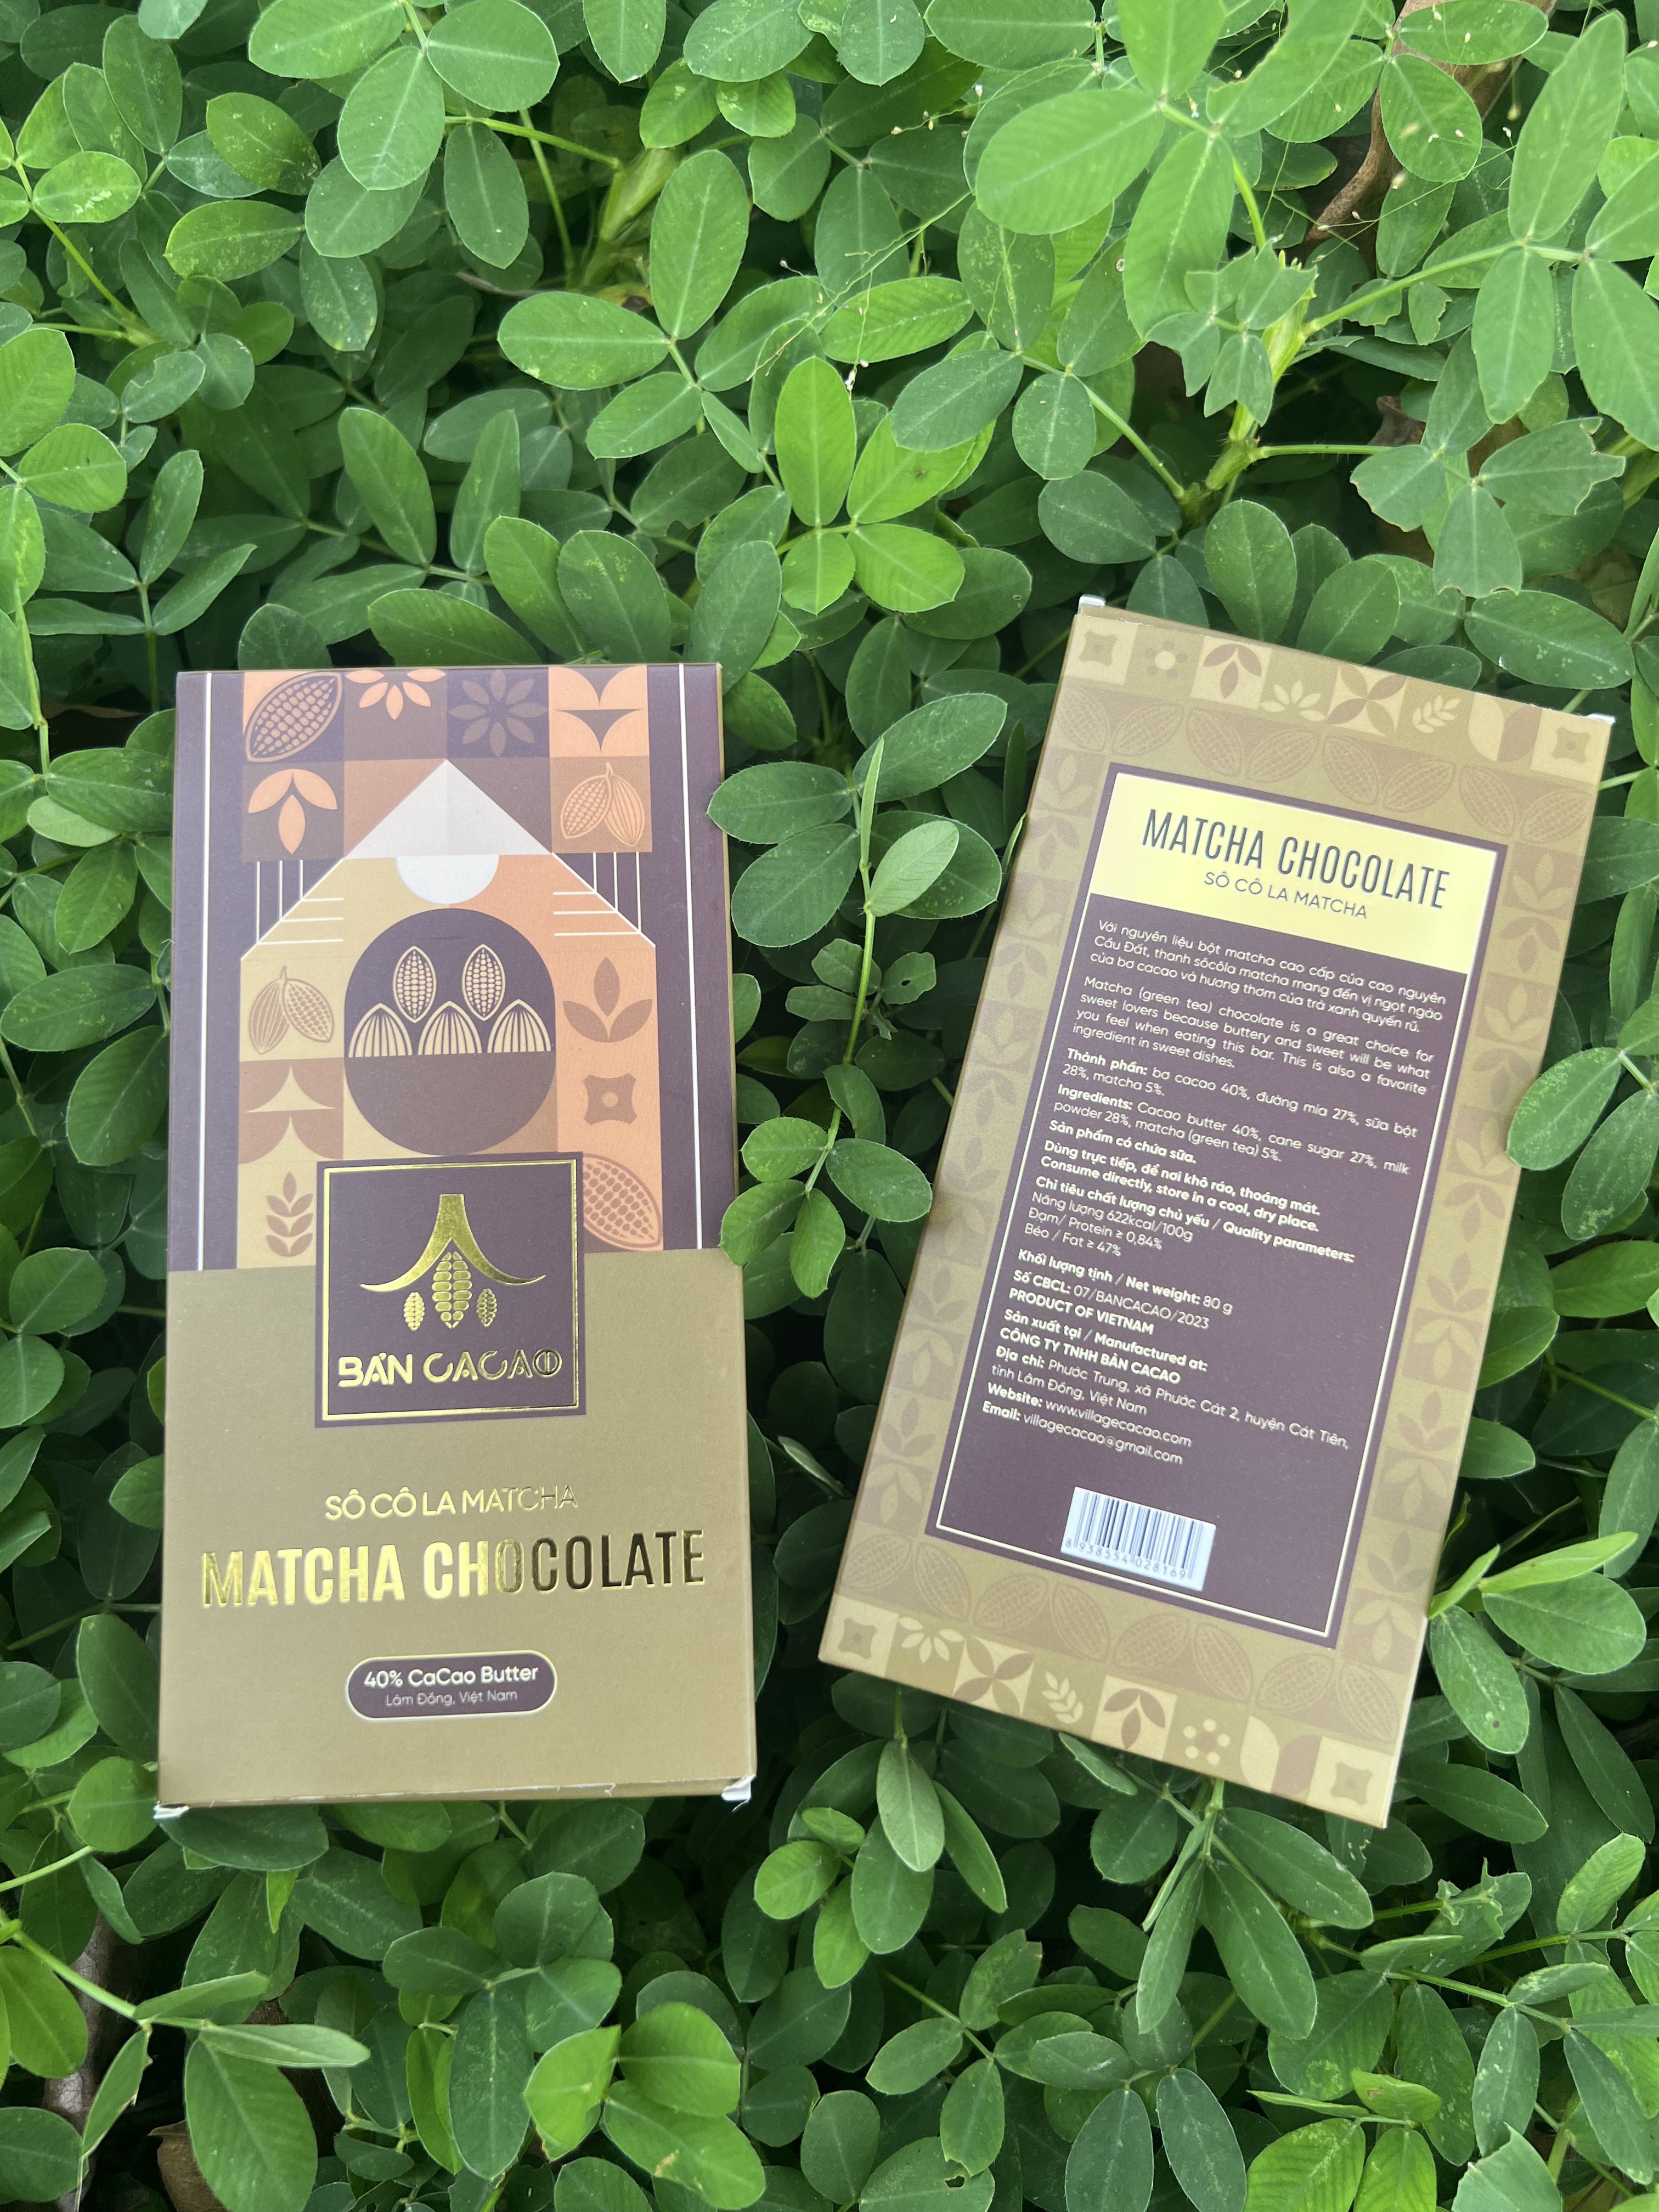 BẢN CACAO
SÔ CÔ LA MATCHA
MATCHA CHOCOLATE
40% CaCao Butter
Lâm Đồng, Việt Nam
MATCHA CHOCOLATE
SÔ CÔ LA MATCHA
Với nguyên liệu bột matcha cao cấp của cao nguyên
Cầu Đất, thanh sôcôla matcha mang đến vị ngọt ngào
của bơ cacao và hương thơm của trà xanh quyến rũ.
Matcha (green tea) chocolate is a great choice for
sweet lovers because buttery and sweet will be what
you feel when eating this bar. This is also a favorite
ingredient in sweet dishes.
Thành phần: bơ cacao 40%, đường mía 27%, sữa bột
28%, matcha 5%.
Ingredients: Cacao butter 40%, cane sugar 27%, milk
powder 28%, matcha (green tea) 5%.
Sản phẩm có chứa sữa.
Dùng trực tiếp, để nơi khô ráo, thoáng mát.
Consume directly, store in a cool, dry place.
Chỉ tiêu chất lượng chủ yếu / Quality parameters:
Năng lượng 622kcal/100g
Đạm/ Protein ≥ 0,84%
Béo / Fat ≥ 47%
Khối lượng tịnh / Net weight: 80 g
Số CBCL: 07/BANCACAO/2023
PRODUCT OF VIETNAM
Sản xuất tại / Manufactured at:
CÔNG TY TNHH BẢN CACAO
Địa chỉ: Phước Trung, xã Phước Cát 2, huyện Cát Tiên,
tỉnh Lâm Đồng, Việt Nam
Website: www.villagecacao.com
Email: villagecacao@gmail.com
8 938554 028169